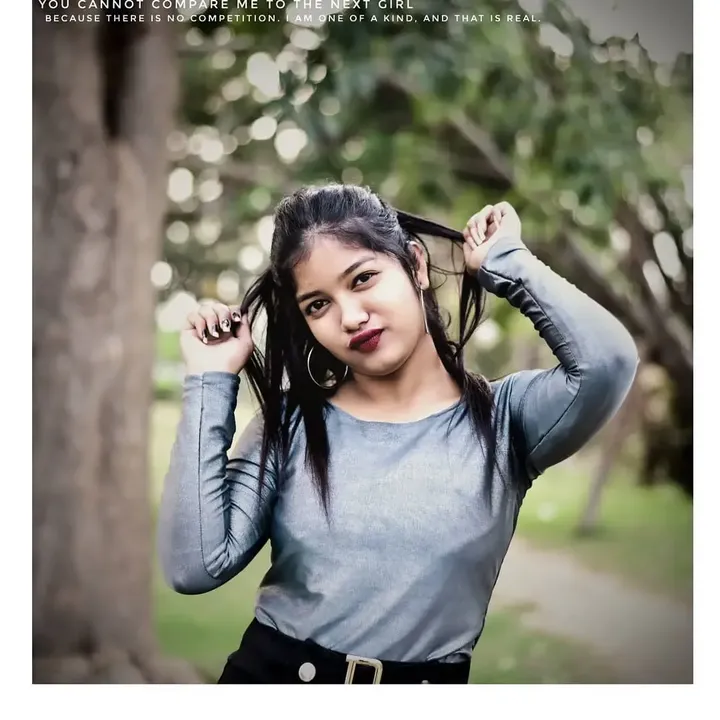 YOU CANNOT COMPARE ME TO THE NEXT GIRL
BECAUSE THERE IS NO COMPETITION. I AM ONE OF A KIND, AND THAT IS REAL.